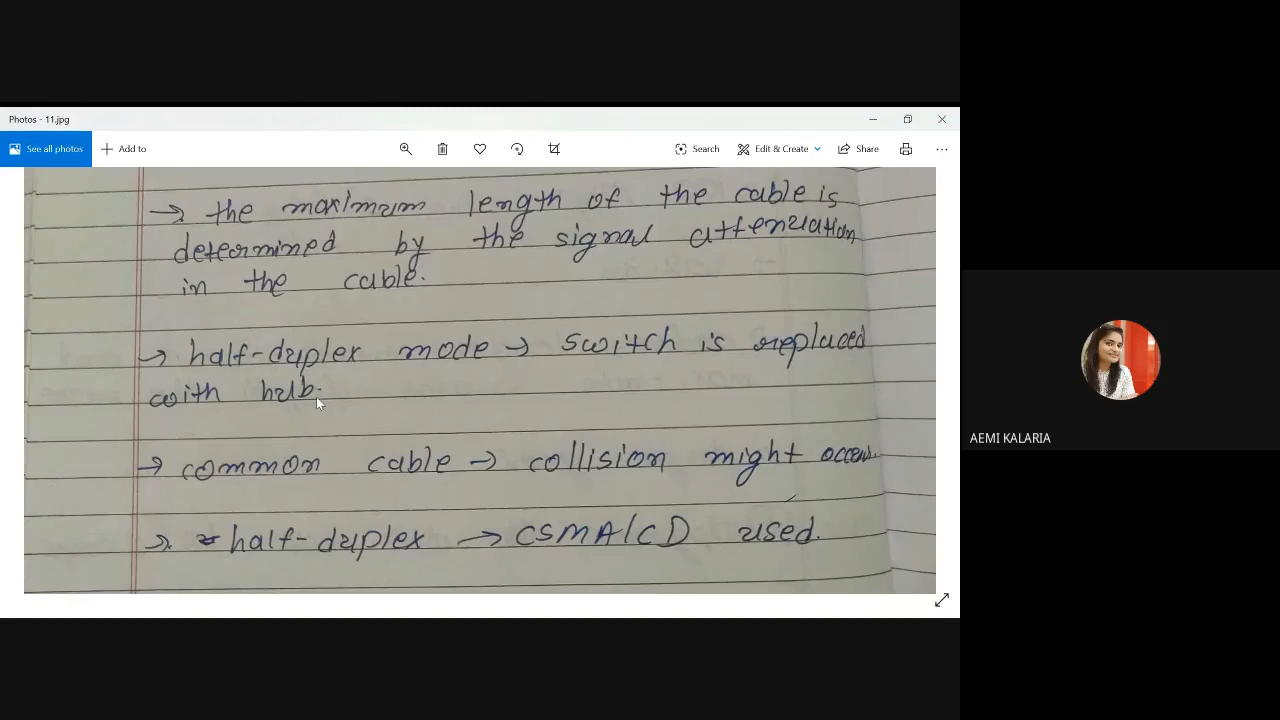 Photos - 11.jpg
See all photos
Add to
Search
Edit & Create
Share
→ the maximum length of the cable is
determined by the signal attenuation
in the cable.
→ half-duplex mode → switch is replaced
with hub.
→ common cable → collision might occur.
→ half-duplex → CSMA/CD used.
AEMI KALARIA